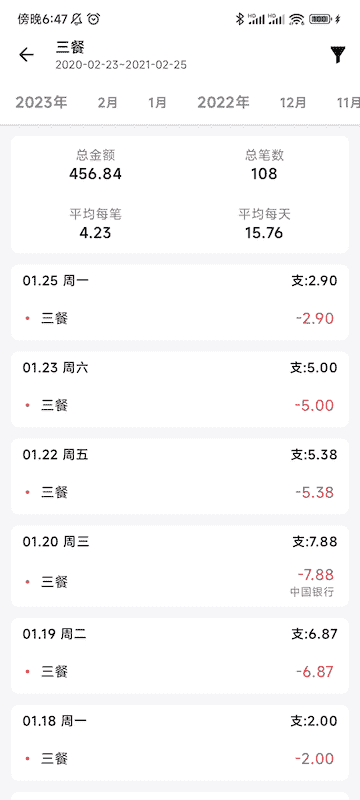 傍晚6:47
三餐
2020-02-23~2021-02-25
2023年 2月 1月 2022年 12月 11月
总金额 总笔数
456.84 108
平均每笔 平均每天
4.23 15.76
01.25 周一 支:2.90
三餐 -2.90
01.23 周六 支:5.00
三餐 -5.00
01.22 周五 支:5.38
三餐 -5.38
01.20 周三 支:7.88
三餐 -7.88
中国银行
01.19 周二 支:6.87
三餐 -6.87
01.18 周一 支:2.00
三餐 -2.00